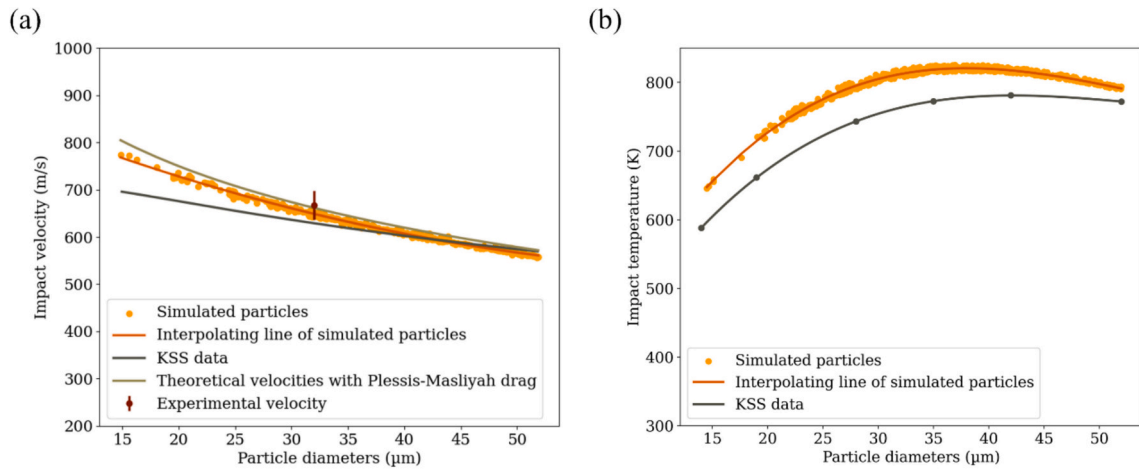 (a)
1000
900
800
700
600
500
400
300
200
Impact velocity (m/s)
Simulated particles
Interpolating line of simulated particles
KSS data
Theoretical velocities with Plessis-Masliyah drag
Experimental velocity
15 20 25 30 35 40 45 50
Particle diameters (µm)
(b)
800
700
600
500
400
300
Impact temperature (K)
Simulated particles
Interpolating line of simulated particles
KSS data
15 20 25 30 35 40 45 50
Particle diameters (µm)